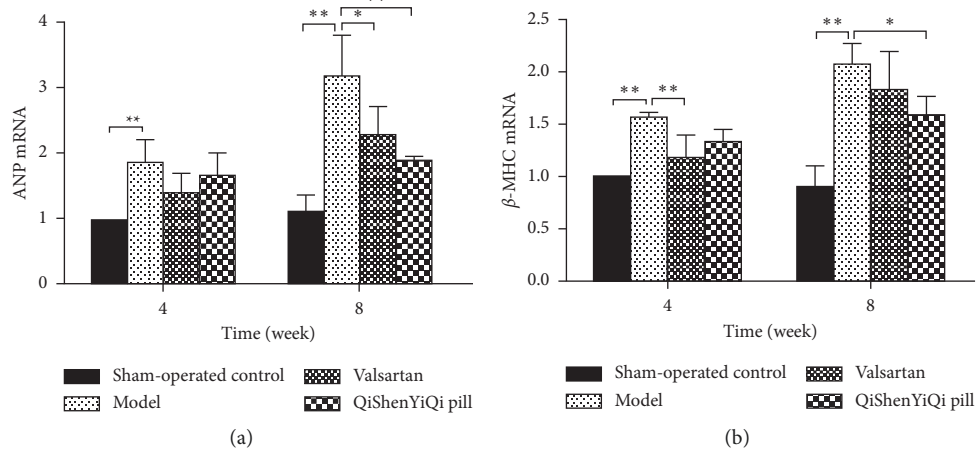 **
**
*
4
3
2
1
0
ANP mRNA
**
4
8
Time (week)
Sham-operated control
Model
Valsartan
QiShenYiQi pill
(a)
**
*
2.5
2.0
1.5
1.0
0.5
0.0
β-MHC mRNA
**
**
4
8
Time (week)
Sham-operated control
Model
Valsartan
QiShenYiQi pill
(b)